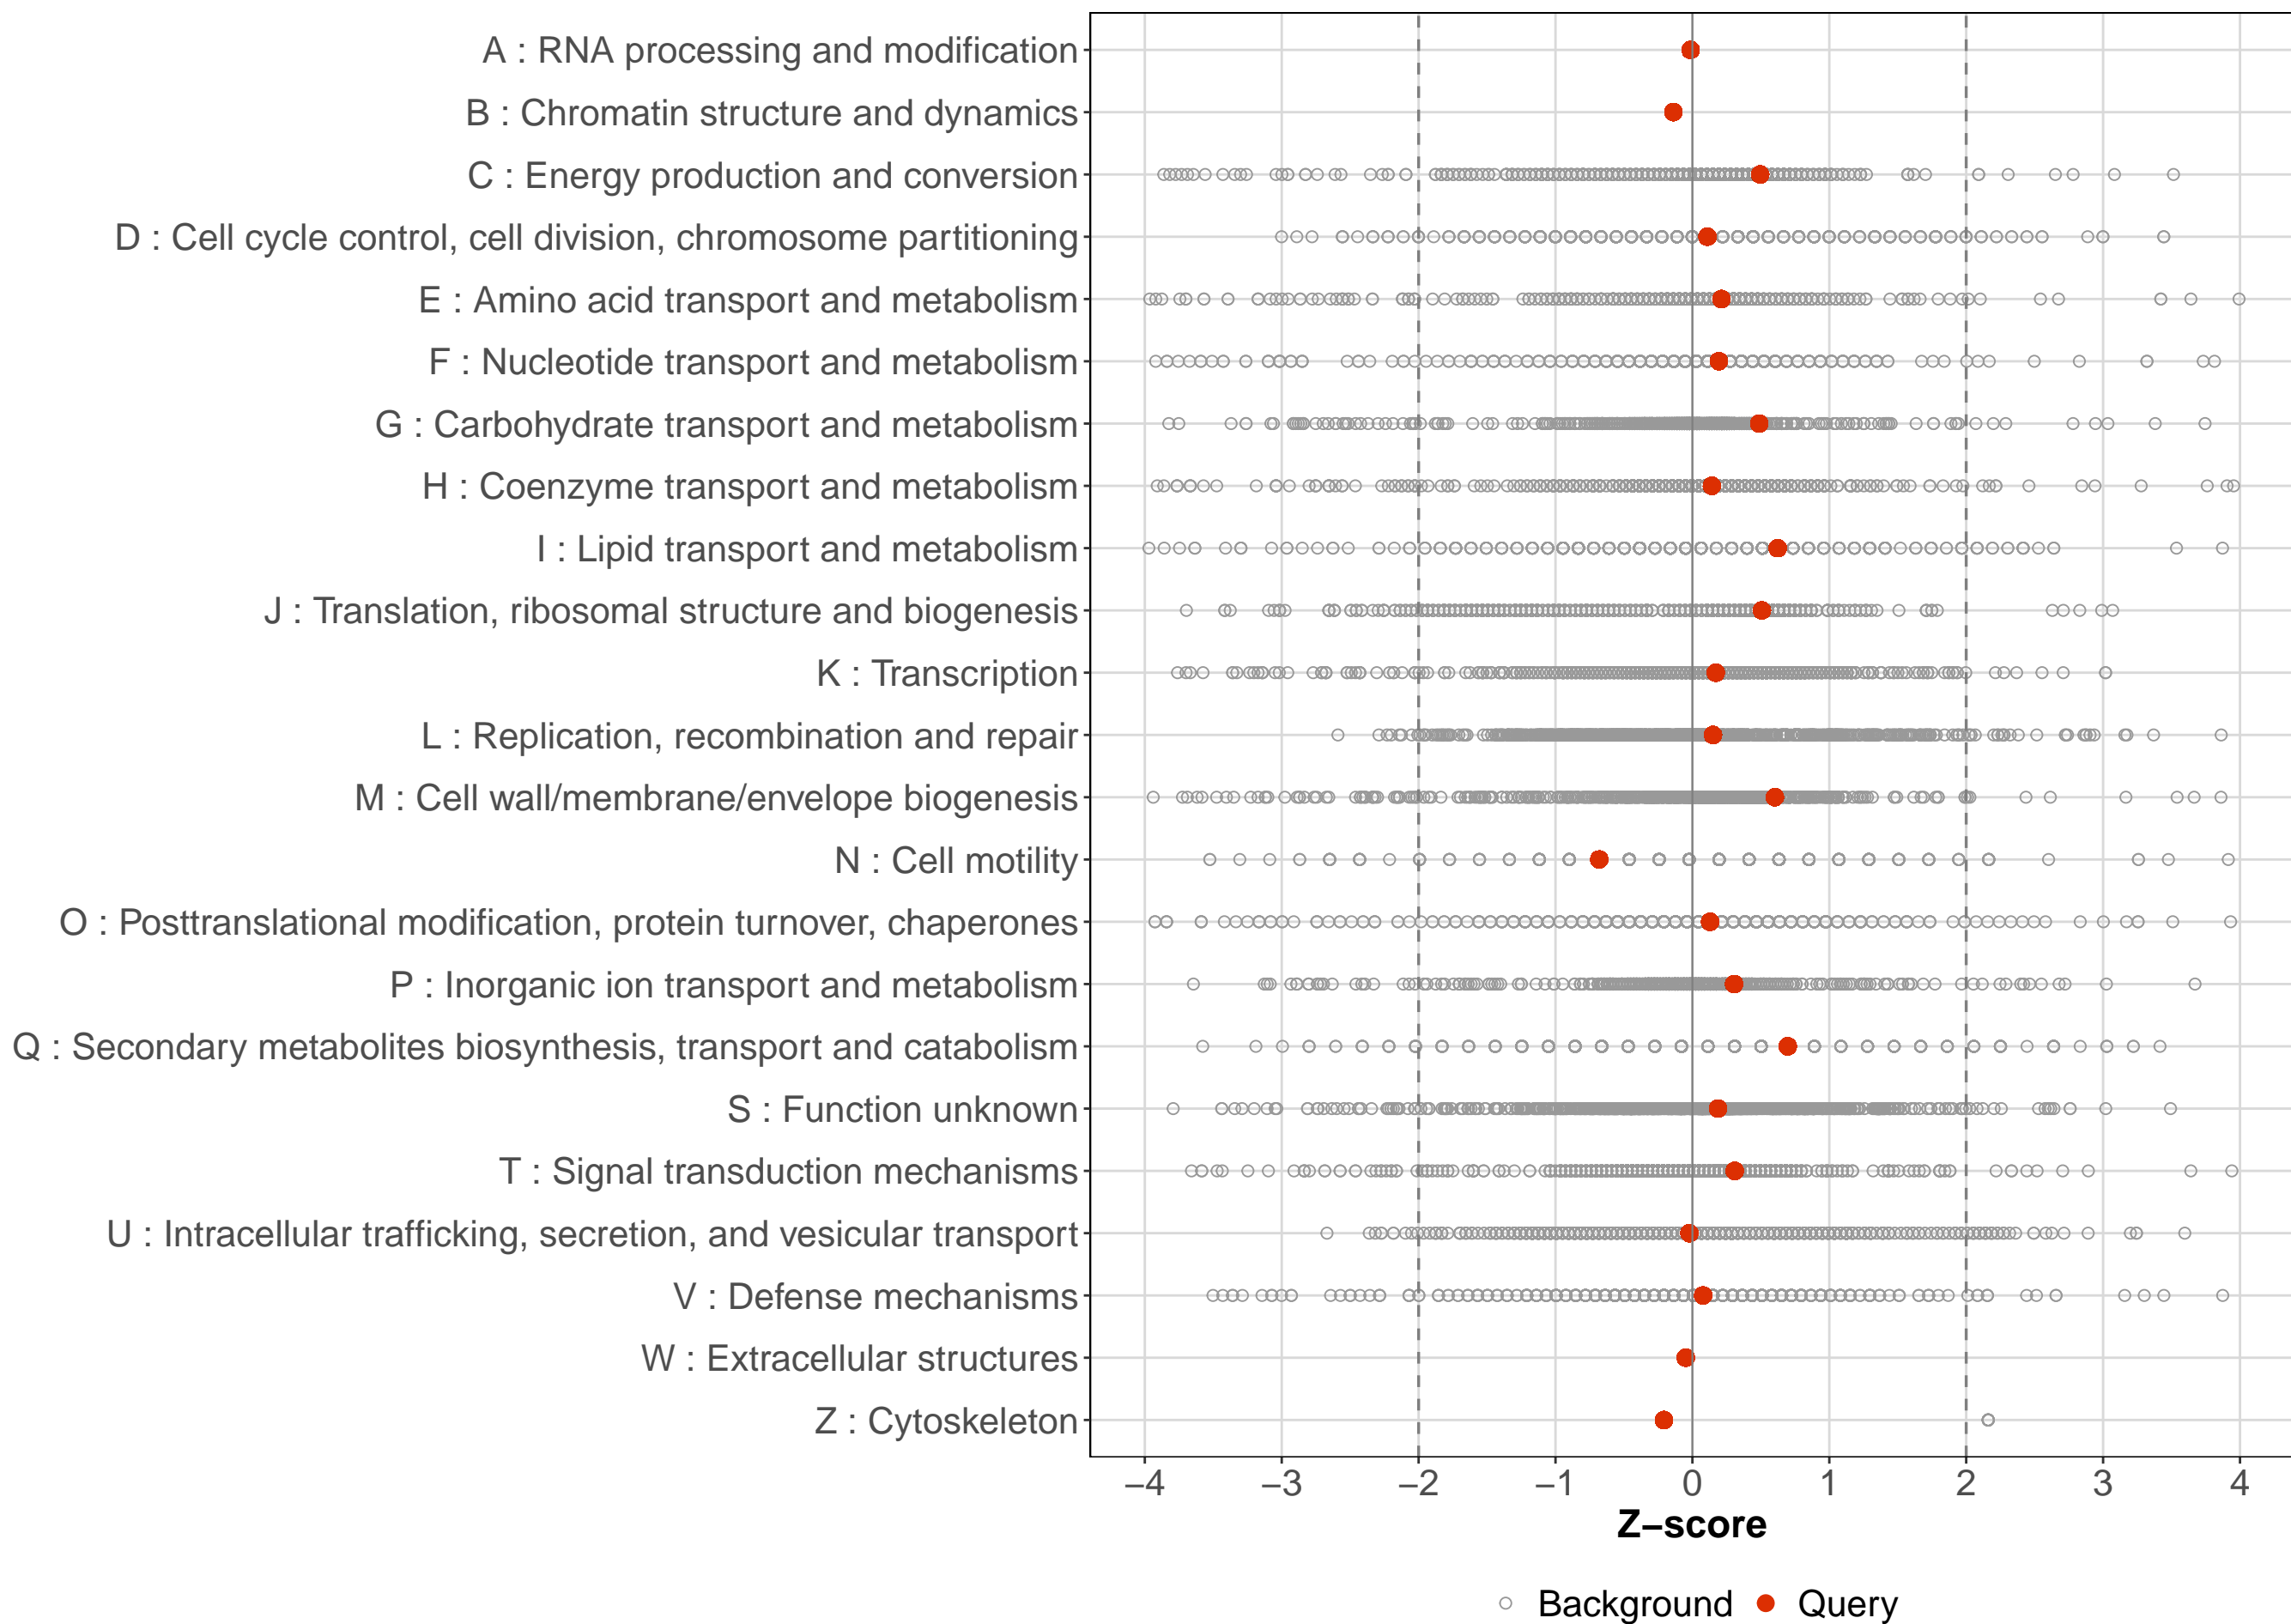 A : RNA processing and modification
B : Chromatin structure and dynamics
C : Energy production and conversion
D : Cell cycle control, cell division, chromosome partitioning
E : Amino acid transport and metabolism
F : Nucleotide transport and metabolism
G : Carbohydrate transport and metabolism
H : Coenzyme transport and metabolism
I : Lipid transport and metabolism
J : Translation, ribosomal structure and biogenesis
K : Transcription
L : Replication, recombination and repair
M : Cell wall/membrane/envelope biogenesis
N : Cell motility
O : Posttranslational modification, protein turnover, chaperones
P : Inorganic ion transport and metabolism
Q : Secondary metabolites biosynthesis, transport and catabolism
S : Function unknown
T : Signal transduction mechanisms
U : Intracellular trafficking, secretion, and vesicular transport
V : Defense mechanisms
W : Extracellular structures
Z : Cytoskeleton
−4 −3 −2 −1 0 1 2 3 4
Z−score
Background Query